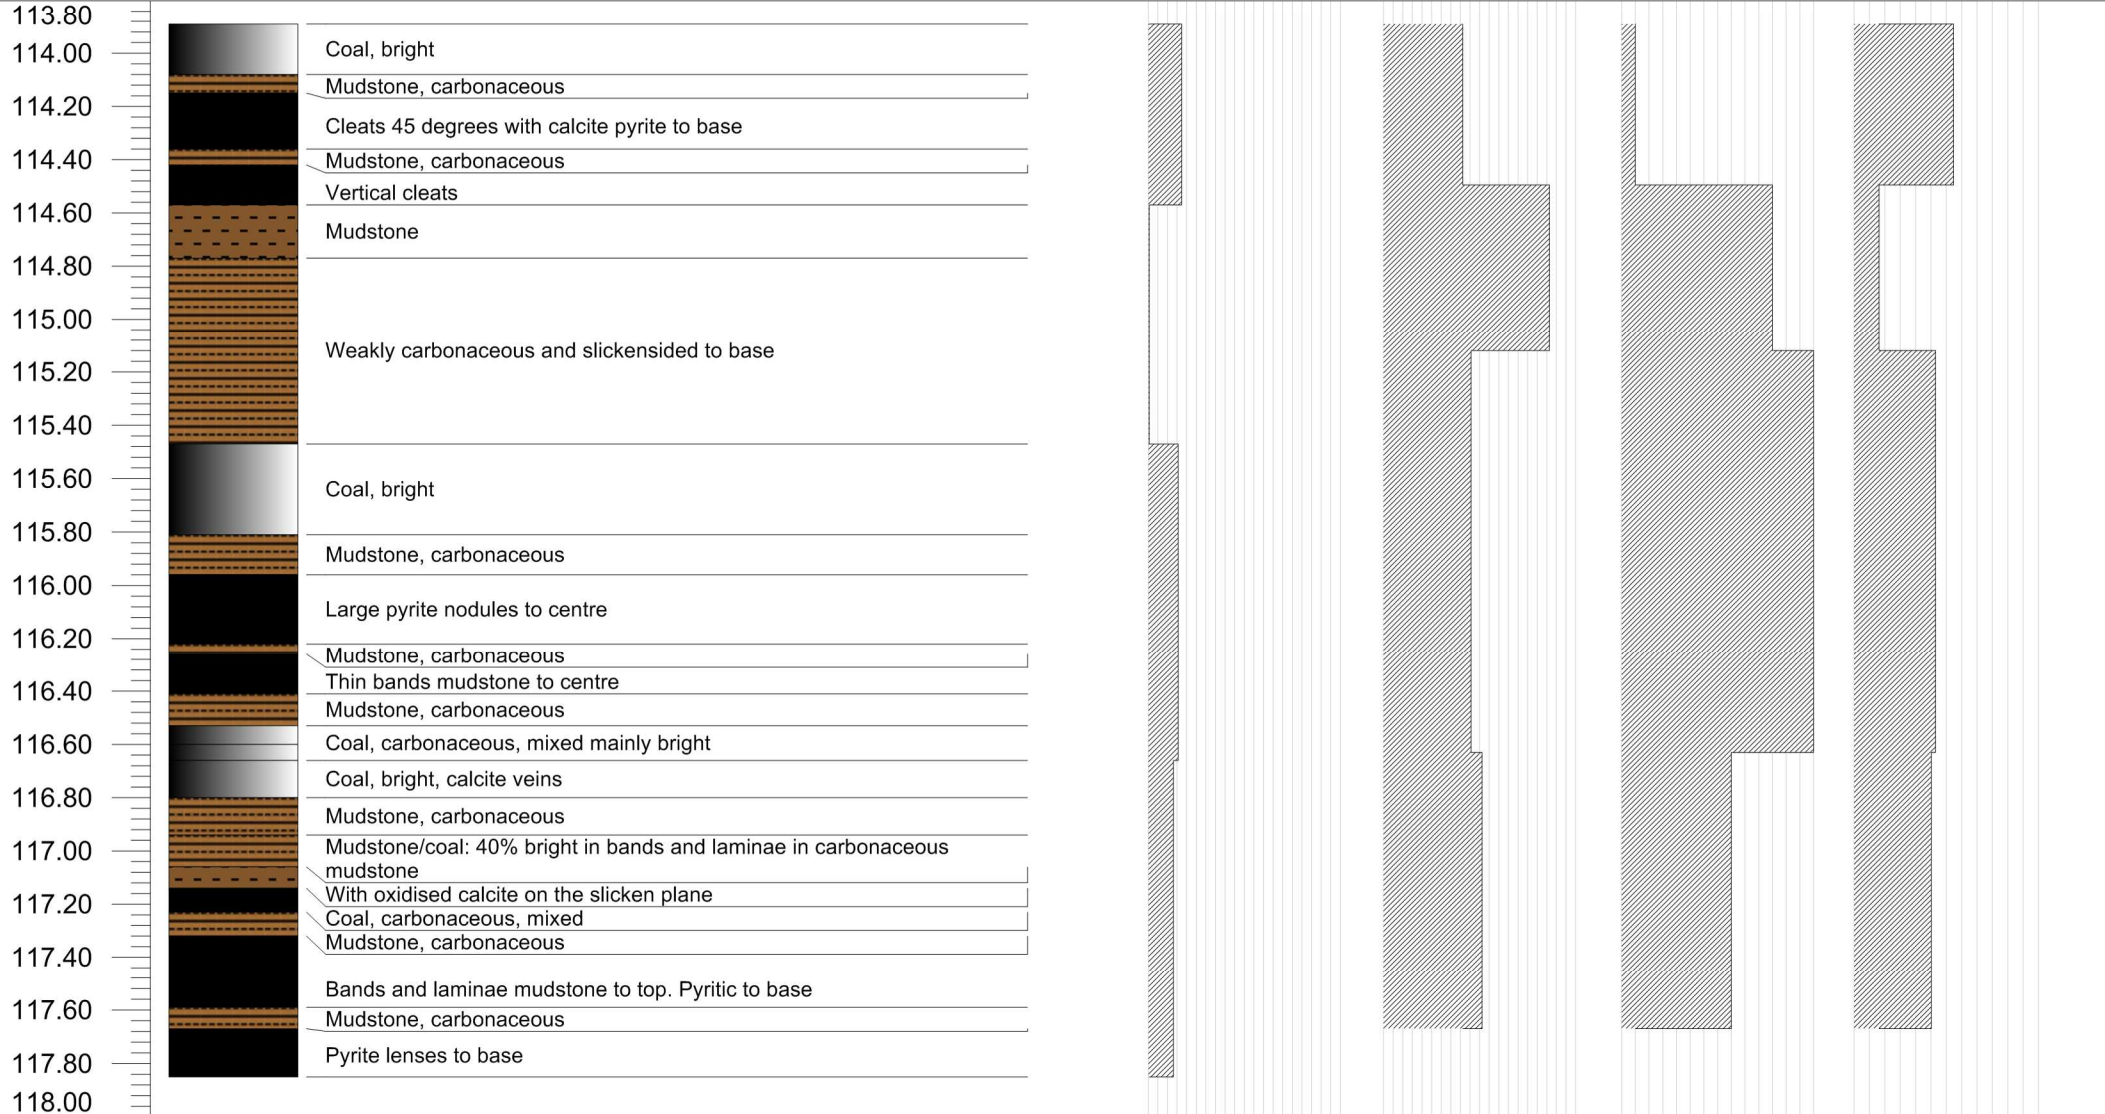 113.80
114.00
Coal, bright
Mudstone, carbonaceous
114.20
Cleats 45 degrees with calcite pyrite to base
114.40
Mudstone, carbonaceous
Vertical cleats
114.60
Mudstone
114.80
115.00
Weakly carbonaceous and slickensided to base
115.20
115.40
115.60
Coal, bright
115.80
Mudstone, carbonaceous
116.00
Large pyrite nodules to centre
116.20
Mudstone, carbonaceous
Thin bands mudstone to centre
116.40
Mudstone, carbonaceous
116.60
Coal, carbonaceous, mixed mainly bright
Coal, bright, calcite veins
116.80
Mudstone, carbonaceous
117.00
Mudstone/coal: 40% bright in bands and laminae in carbonaceous
mudstone
With oxidised calcite on the slicken plane
117.20
Coal, carbonaceous, mixed
Mudstone, carbonaceous
117.40
Bands and laminae mudstone to top. Pyritic to base
117.60
Mudstone, carbonaceous
Pyrite lenses to base
117.80
118.00